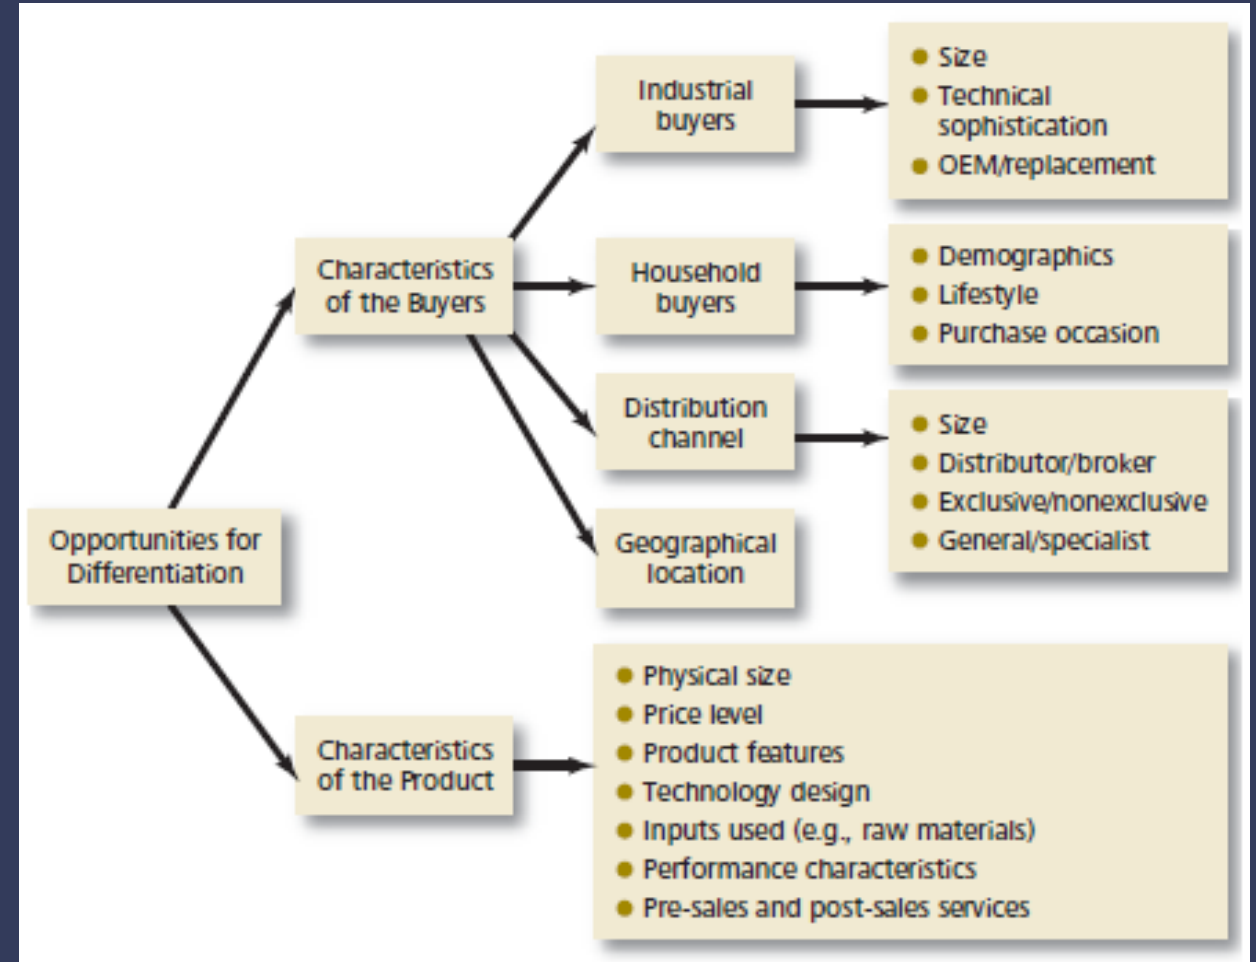 Industrial
buyers
Size
Technical
sophistication
OEM/replacement
Characteristics
of the Buyers
Household
buyers
Demographics
Lifestyle
Purchase occasion
Distribution
channel
Size
Distributor/broker
Exclusive/nonexclusive
General/specialist
Geographical
location
Opportunities for
Differentiation
Characteristics
of the Product
Physical size
Price level
Product features
Technology design
Inputs used (e.g., raw materials)
Performance characteristics
Pre-sales and post-sales services